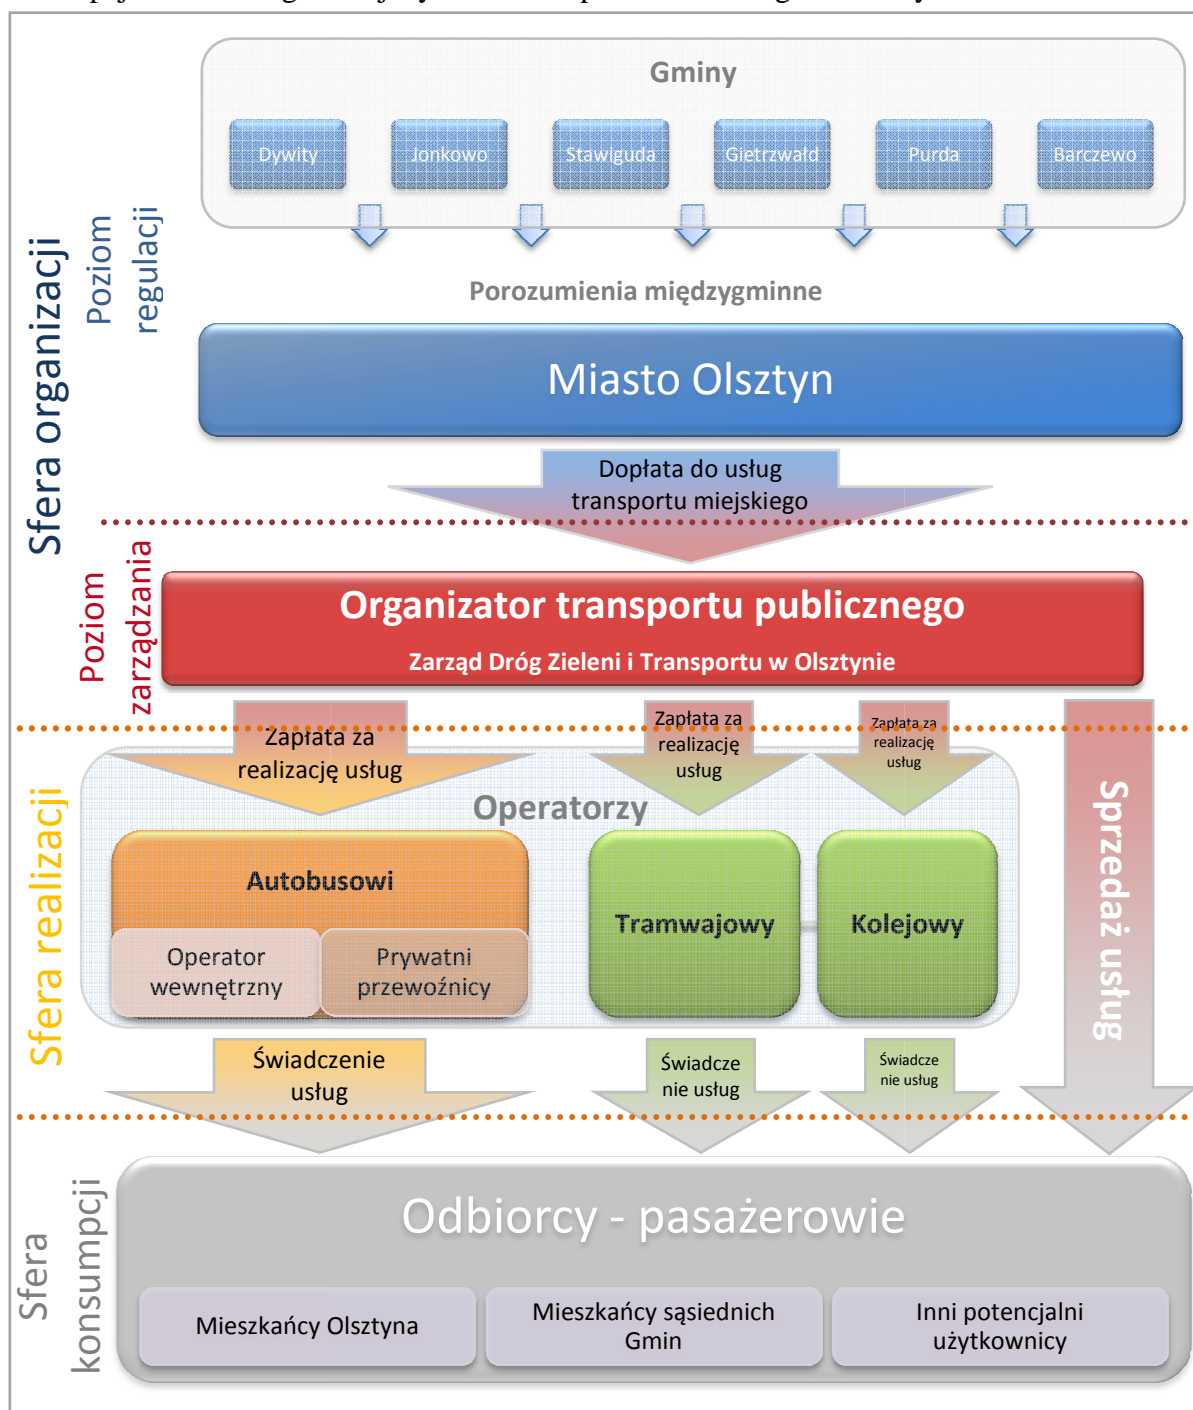 Gminy
Dywity
Jonkowo
Stawiguda
Gietrzwałd
Purda
Barczewo
Porozumienia międzygminne
Miasto Olsztyn
Dopłata do usług
transportu miejskiego
Sfera organizacji
Poziom
regulacji
Poziom
zarządzania
Organizator transportu publicznego
Zarząd Dróg Zieleni i Transportu w Olsztynie
Zapłata za
realizację usług
Zapłata za
realizację
usług
Zapłata za
realizację
usług
Sprzedaż usług
Sfera realizacji
Operatorzy
Autobusowi
Operator
wewnętrzny
Prywatni
przewoźnicy
Tramwajowy
Kolejowy
Świadczenie
usług
Świadcze
nie usług
Świadcze
nie usług
Sfera
konsumpcji
Odbiorcy - pasażerowie
Mieszkańcy Olsztyna
Mieszkańcy sąsiednich
Gmin
Inni potencjalni
użytkownicy